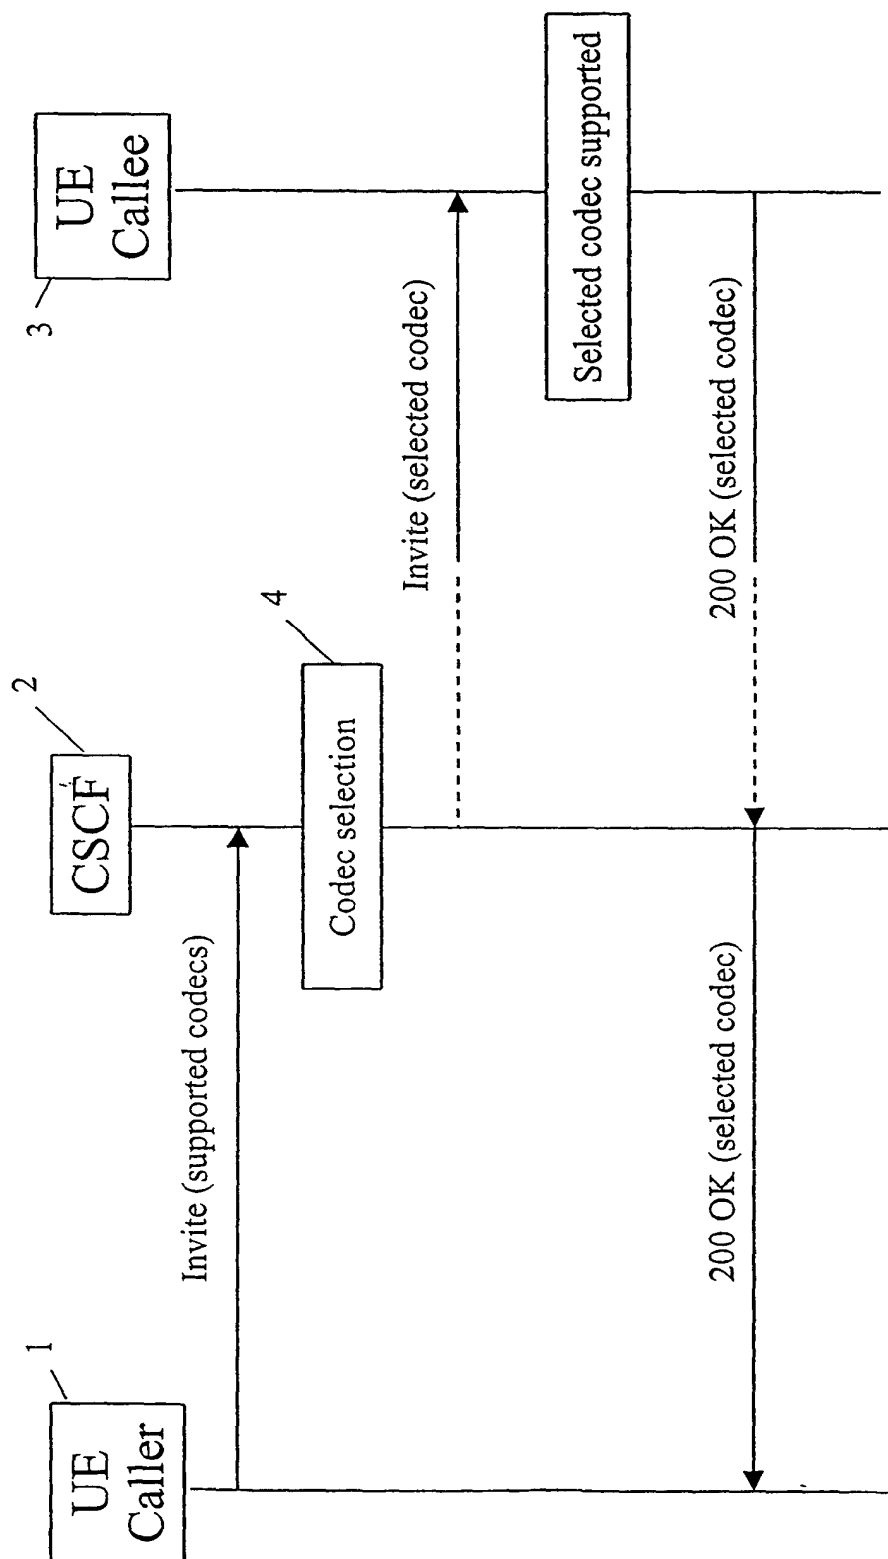 UE
Caller
1
CSCF
2
UE
Callee
3
Invite (supported codecs)
Codec selection
4
Invite (selected codec)
Selected codec supported
200 OK (selected codec)
200 OK (selected codec)